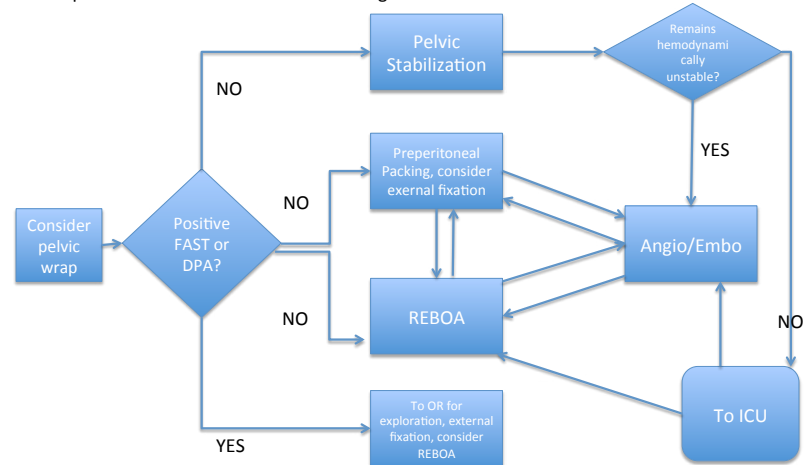 Pelvic
Stabilization
Remains
hemodynami
cally
unstable?
NO
YES
Preperitoneal
Packing, consider
exernal fixation
NO
Consider
pelvic
wrap
Positive
FAST or
DPA?
Angio/Embo
REBOA
NO
NO
To OR for
exploration, external
fixation, consider
REBOA
To ICU
YES